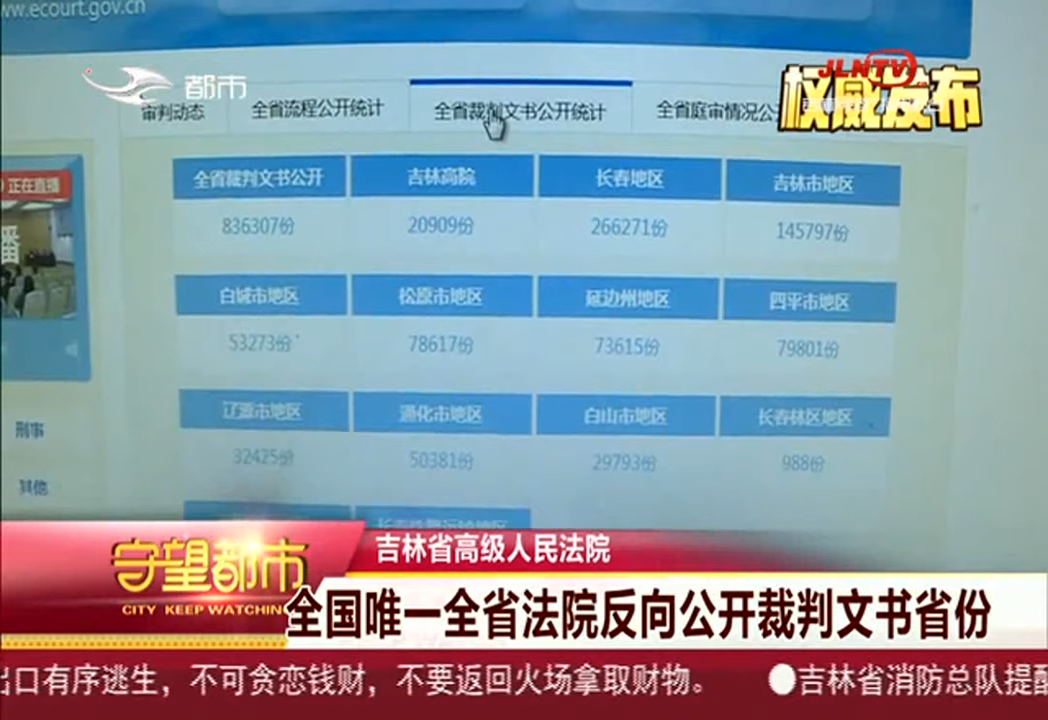 ww.ecourt.gov.cn
都市
JLNTV
权威发布
审判动态
全省流程公开统计
全省裁判文书公开统计
全省庭审情况公
正在直播
播
全省裁判文书公开
吉林高院
长春地区
吉林市地区
836307份
20909份
266271份
145797份
白城市地区
松原市地区
延边州地区
四平市地区
53273份
78617份
73615份
79801份
辽源市地区
通化市地区
白山市地区
长春林区地区
32425份
50381份
29793份
988份
刑事
其他
守望都市
CITY KEEP WATCHING
吉林省高级人民法院
全国唯一全省法院反向公开裁判文书省份
出口有序逃生，不可贪恋钱财，不要返回火场拿取财物。 ●吉林省消防总队提醒